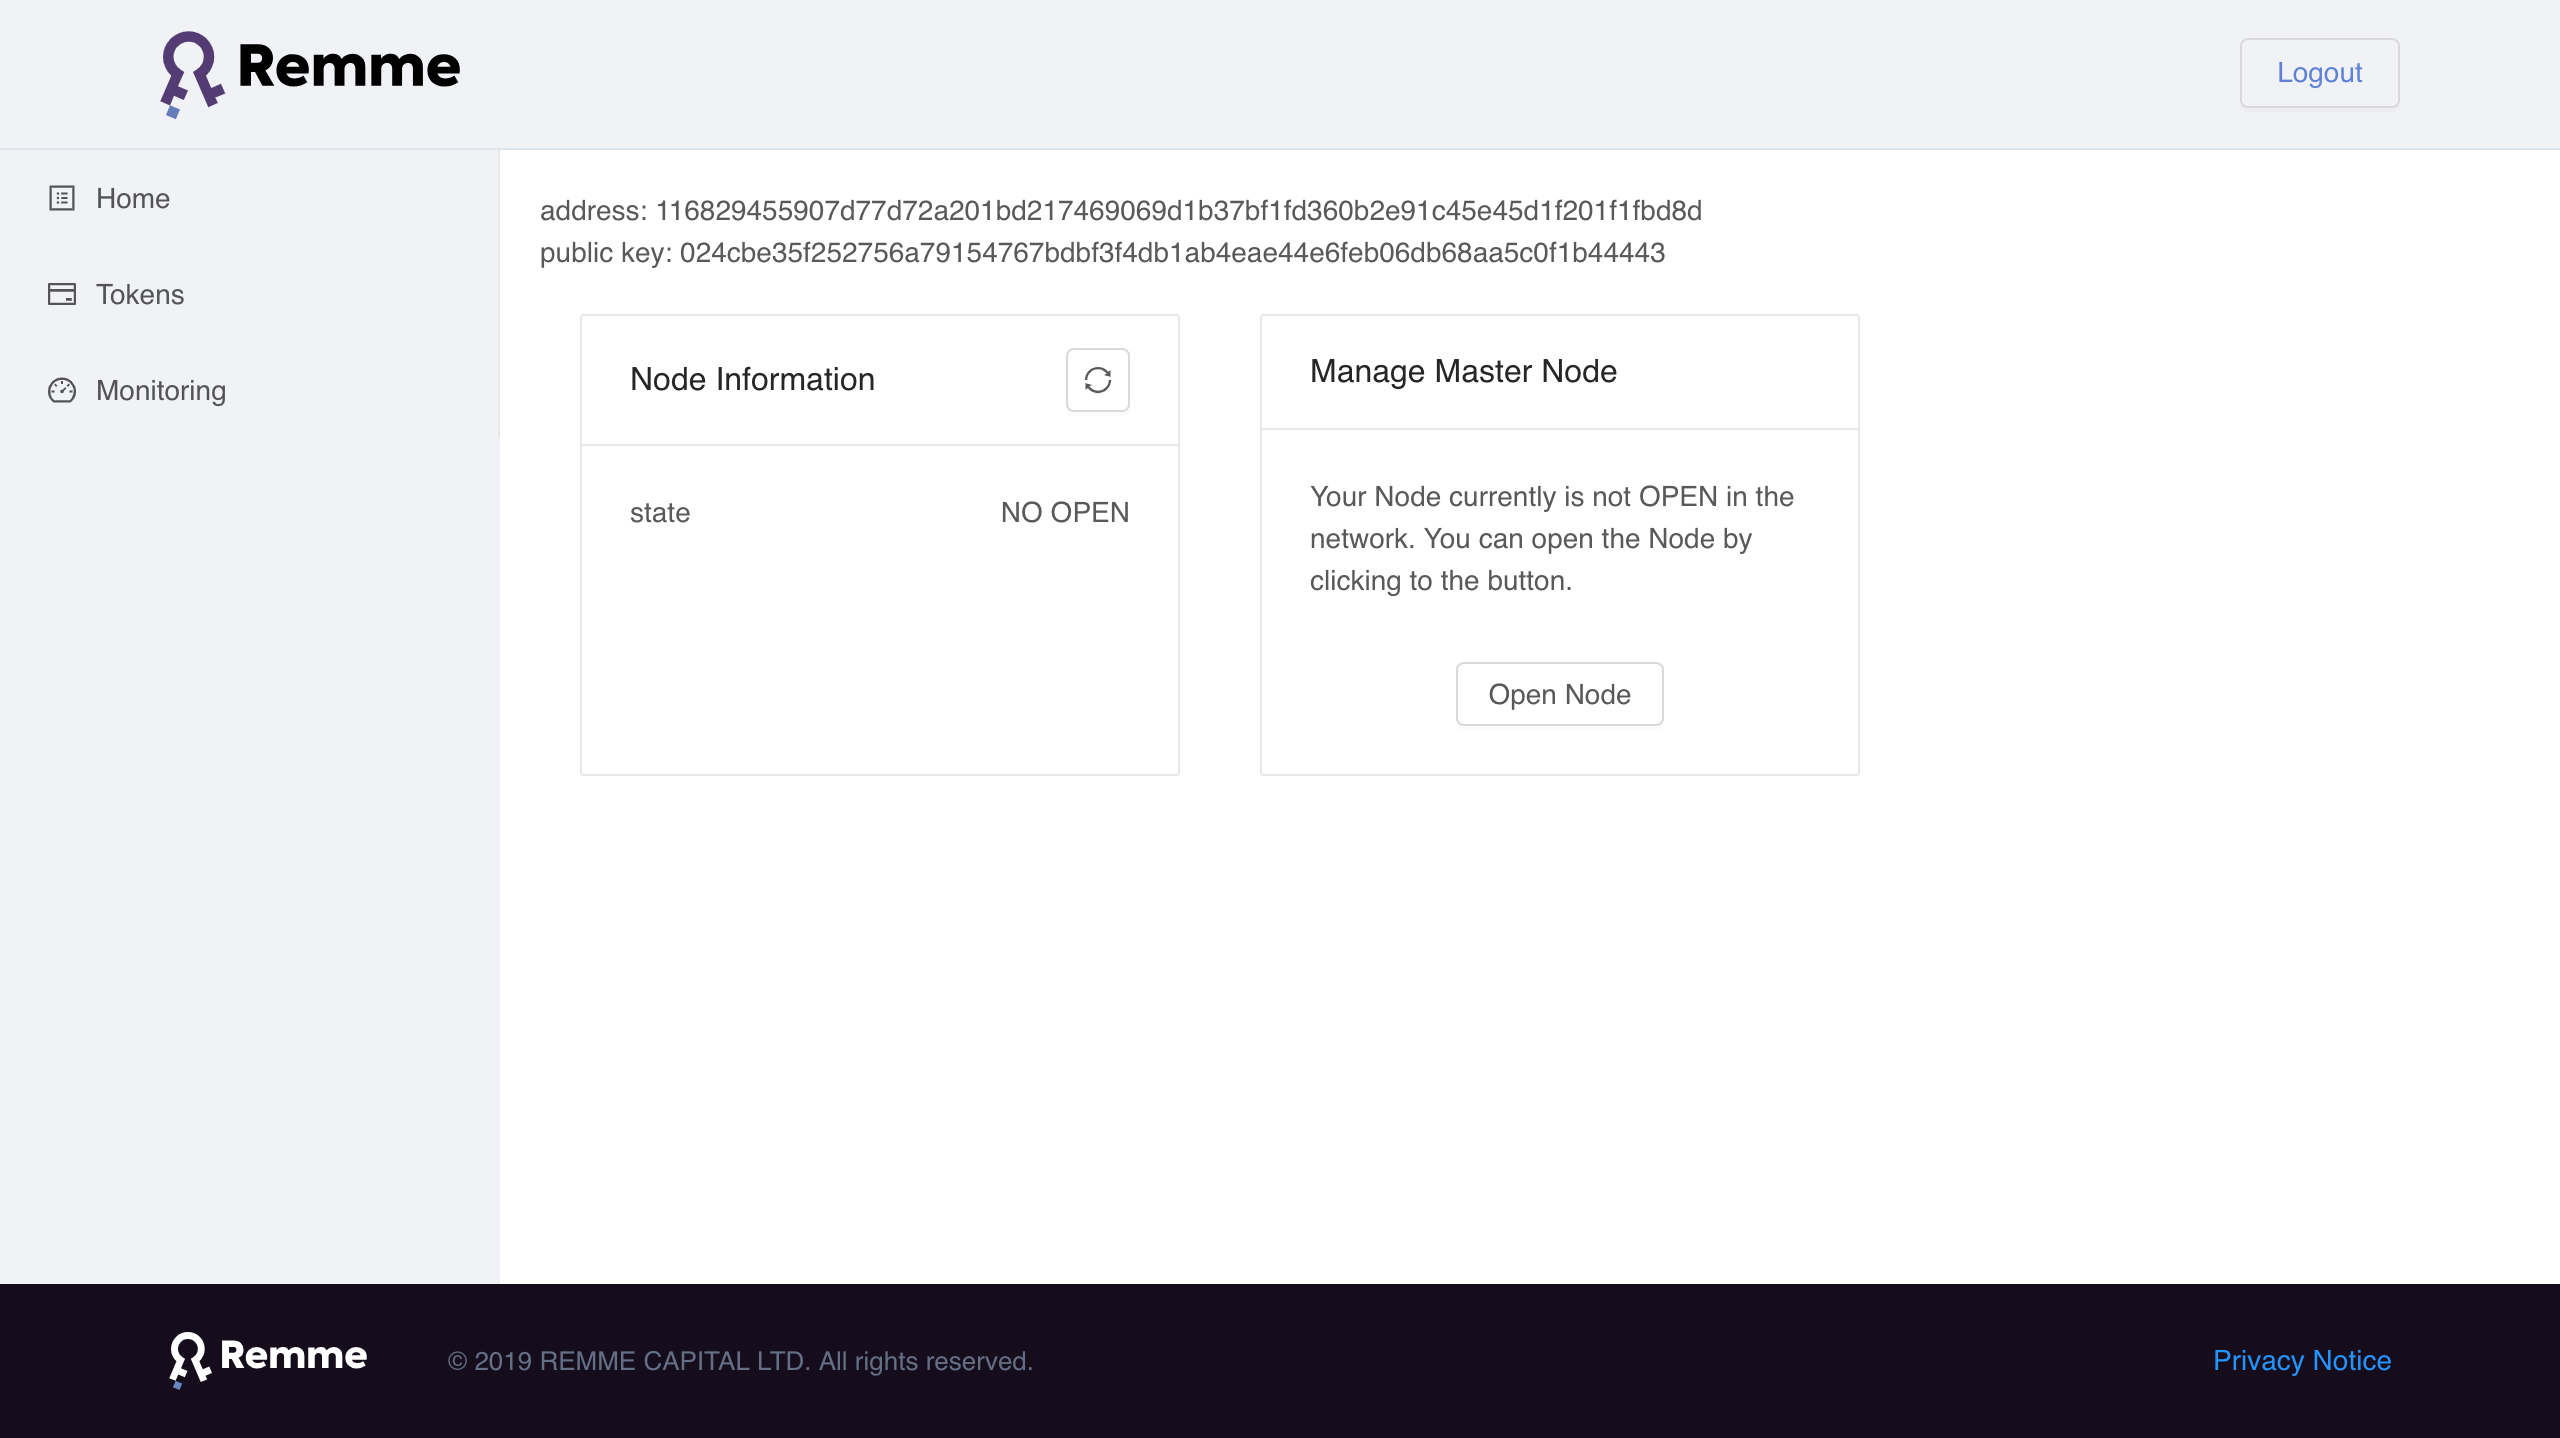 Remme
Logout
Home
Tokens
Monitoring
address: 116829455907d77d72a201bd217469069d1b37bf1fd360b2e91c45e45d1f201f1fbd8d
public key: 024cbe35f252756a79154767bdbf3f4db1ab4eae44e6feb06db68aa5c0f1b44443
Node Information
state NO OPEN
Manage Master Node
Your Node currently is not OPEN in the
network. You can open the Node by
clicking to the button.
Open Node
Remme
© 2019 REMME CAPITAL LTD. All rights reserved.
Privacy Notice